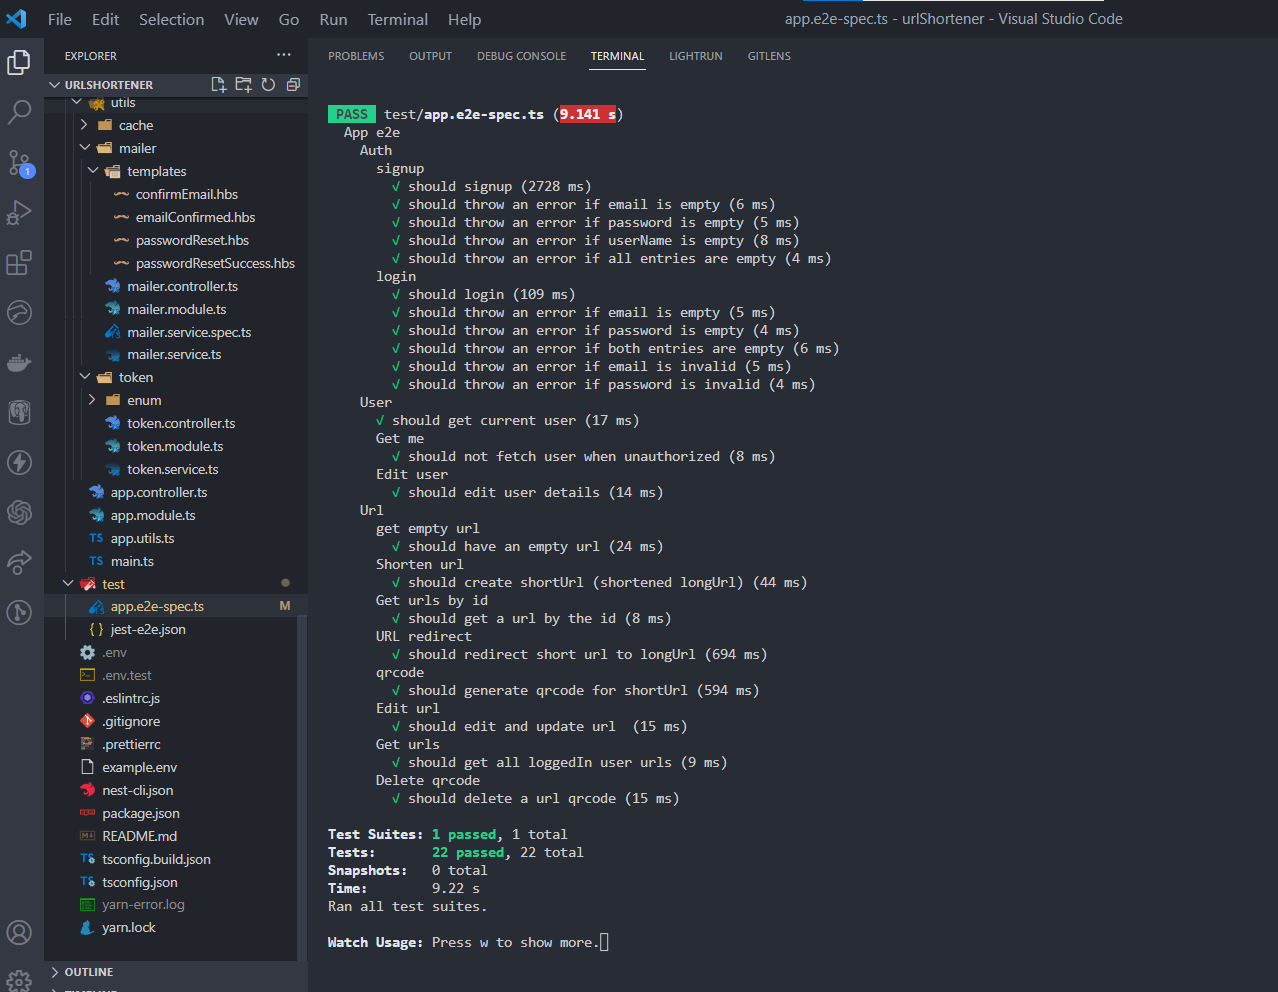 File Edit Selection View Go Run Terminal Help
app.e2e-spec.ts - urlShortener - Visual Studio Code
EXPLORER
URLSHORTENER
utils
cache
mailer
templates
confirmEmail.hbs
emailConfirmed.hbs
passwordReset.hbs
passwordResetSuccess.hbs
mailer.controller.ts
mailer.module.ts
mailer.service.spec.ts
mailer.service.ts
token
enum
token.controller.ts
token.module.ts
token.service.ts
app.controller.ts
app.module.ts
TS app.utils.ts
TS main.ts
test
app.e2e-spec.ts M
{} jest-e2e.json
.env
.env.test
.eslintrc.js
.gitignore
.prettierrc
example.env
nest-cli.json
package.json
README.md
TS tsconfig.build.json
TS tsconfig.json
yarn-error.log
yarn.lock
OUTLINE
TIMELINE
1
PROBLEMS OUTPUT DEBUG CONSOLE TERMINAL LIGHTRUN GITLENS
PASS test/app.e2e-spec.ts (9.141 s)
App e2e
Auth
signup
√ should signup (2728 ms)
√ should throw an error if email is empty (6 ms)
√ should throw an error if password is empty (5 ms)
√ should throw an error if userName is empty (8 ms)
√ should throw an error if all entries are empty (4 ms)
login
√ should login (109 ms)
√ should throw an error if email is empty (5 ms)
√ should throw an error if password is empty (4 ms)
√ should throw an error if both entries are empty (6 ms)
√ should throw an error if email is invalid (5 ms)
√ should throw an error if password is invalid (4 ms)
User
√ should get current user (17 ms)
Get me
√ should not fetch user when unauthorized (8 ms)
Edit user
√ should edit user details (14 ms)
Url
get empty url
√ should have an empty url (24 ms)
Shorten url
√ should create shortUrl (shortened longUrl) (44 ms)
Get urls by id
√ should get a url by the id (8 ms)
URL redirect
√ should redirect short url to longUrl (694 ms)
qrcode
√ should generate qrcode for shortUrl (594 ms)
Edit url
√ should edit and update url  (15 ms)
Get urls
√ should get all loggedIn user urls (9 ms)
Delete qrcode
√ should delete a url qrcode (15 ms)
Test Suites: 1 passed, 1 total
Tests: 22 passed, 22 total
Snapshots: 0 total
Time: 9.22 s
Ran all test suites.
Watch Usage: Press w to show more.